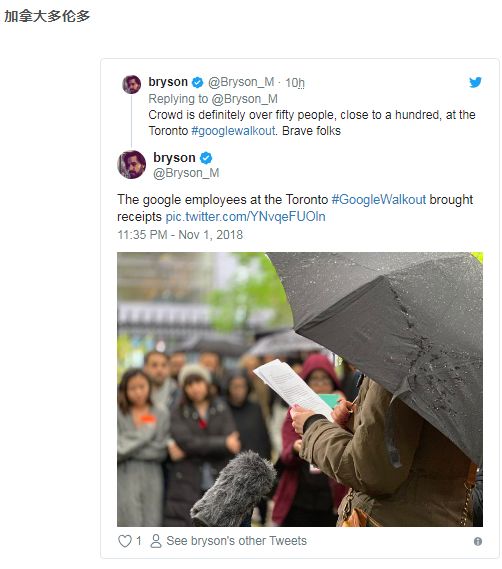 加拿大多伦多
bryson @Bryson_M · 10h
Replying to @Bryson_M
Crowd is definitely over fifty people, close to a hundred, at the
Toronto #googlewalkout. Brave folks
bryson
@Bryson_M
The google employees at the Toronto #GoogleWalkout brought
receipts pic.twitter.com/YNvqeFUOln
11:35 PM - Nov 1, 2018
1 See bryson's other Tweets